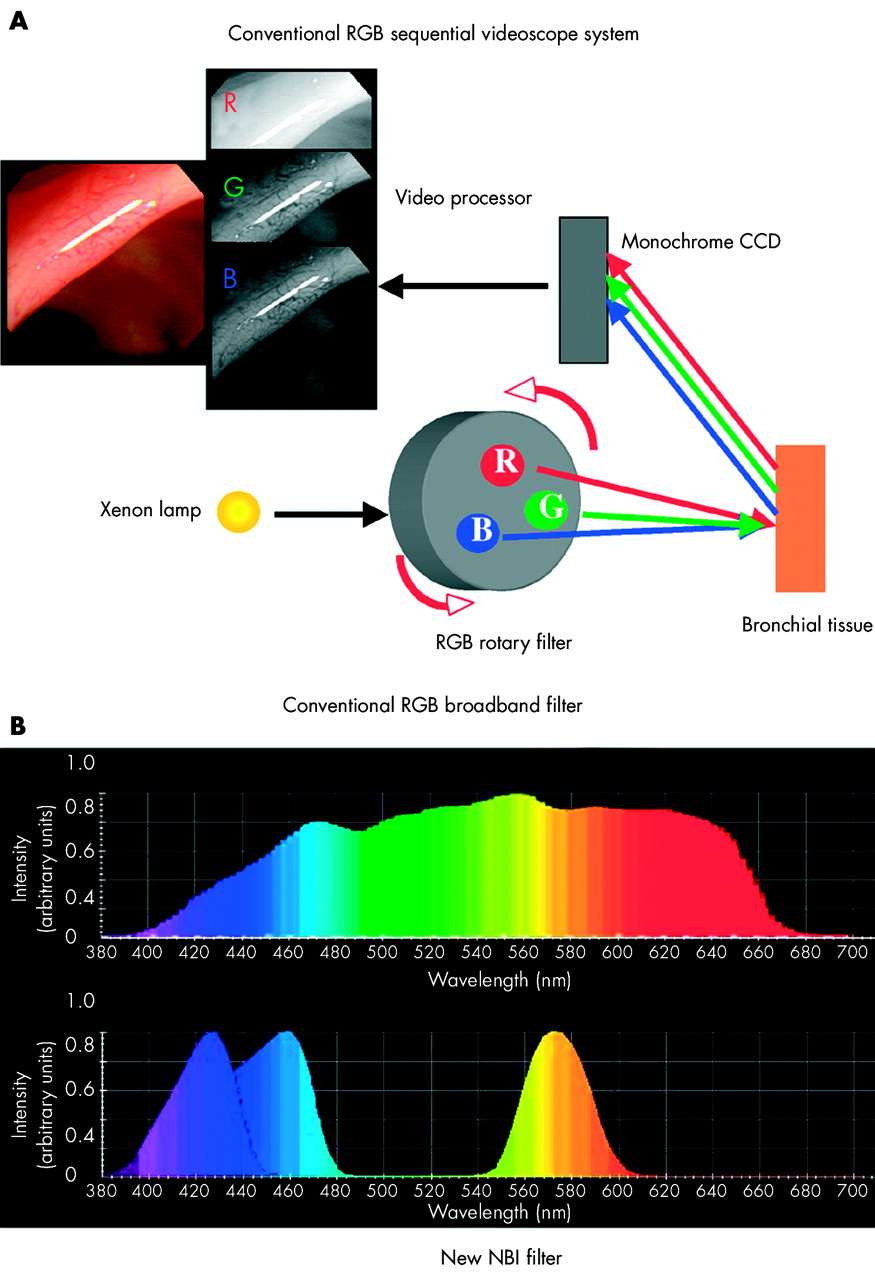 A
Conventional RGB sequential videoscope system
R
G
B
Video processor
Monochrome CCD
Xenon lamp
R
G
B
RGB rotary filter
Bronchial tissue
B
Conventional RGB broadband filter
1.0
0.8
0.6
0.4
0
Intensity
(arbitrary units)
380 400 420 440 460 480 500 520 540 560 580 600 620 640 660 680 700
Wavelength (nm)
1.0
0.8
0.6
0.4
0
Intensity
(arbitrary units)
380 400 420 440 460 480 500 520 540 560 580 600 620 640 660 680 700
Wavelength (nm)
New NBI filter